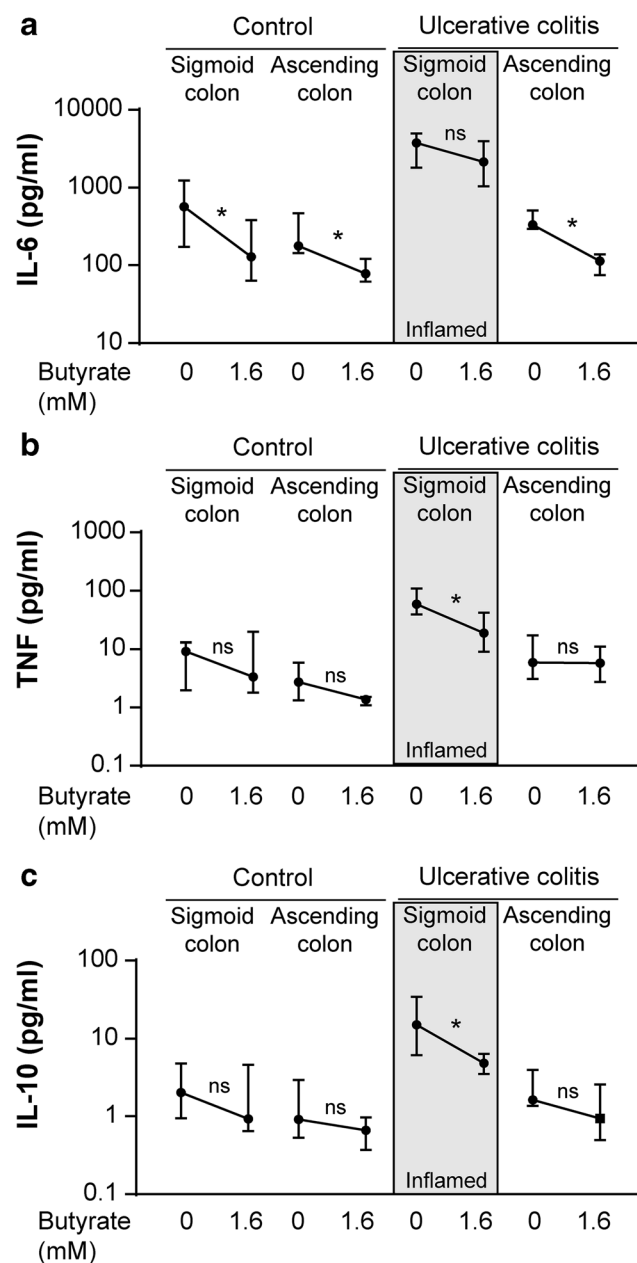 a
Control Ulcerative colitis
Sigmoid Ascending Sigmoid Ascending
colon colon colon colon
IL-6 (pg/ml)
10000
1000
100
10
* * ns *
Inflamed
Butyrate 0 1.6 0 1.6 0 1.6 0 1.6
(mM)
b
Control Ulcerative colitis
Sigmoid Ascending Sigmoid Ascending
colon colon colon colon
TNF (pg/ml)
1000
100
10
1
0.1
ns ns * ns
Inflamed
Butyrate 0 1.6 0 1.6 0 1.6 0 1.6
(mM)
c
Control Ulcerative colitis
Sigmoid Ascending Sigmoid Ascending
colon colon colon colon
IL-10 (pg/ml)
100
10
1
0.1
ns ns * ns
Inflamed
Butyrate 0 1.6 0 1.6 0 1.6 0 1.6
(mM)